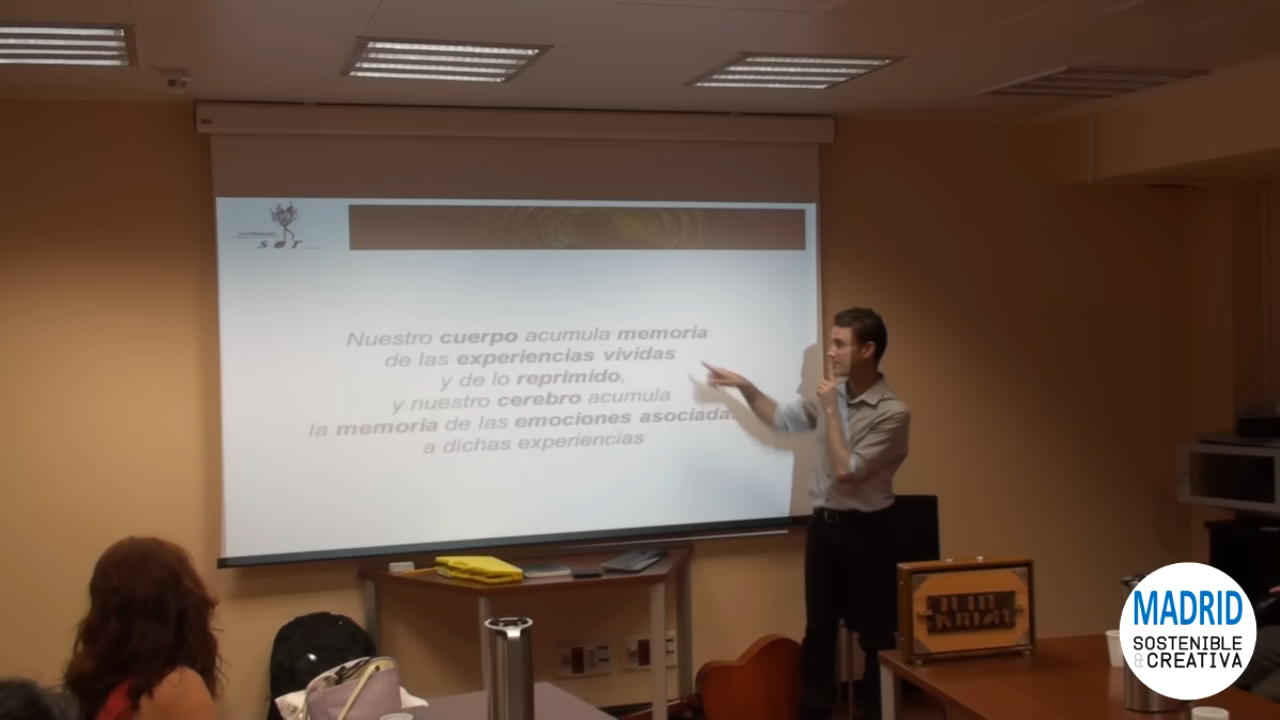 s r
Nuestro cuerpo acumula memoria
de las experiencias vividas
y de lo reprimido,
y nuestro cerebro acumula
la memoria de las emociones asociadas
a dichas experiencias
MADRID
SOSTENIBLE
&CREATIVA